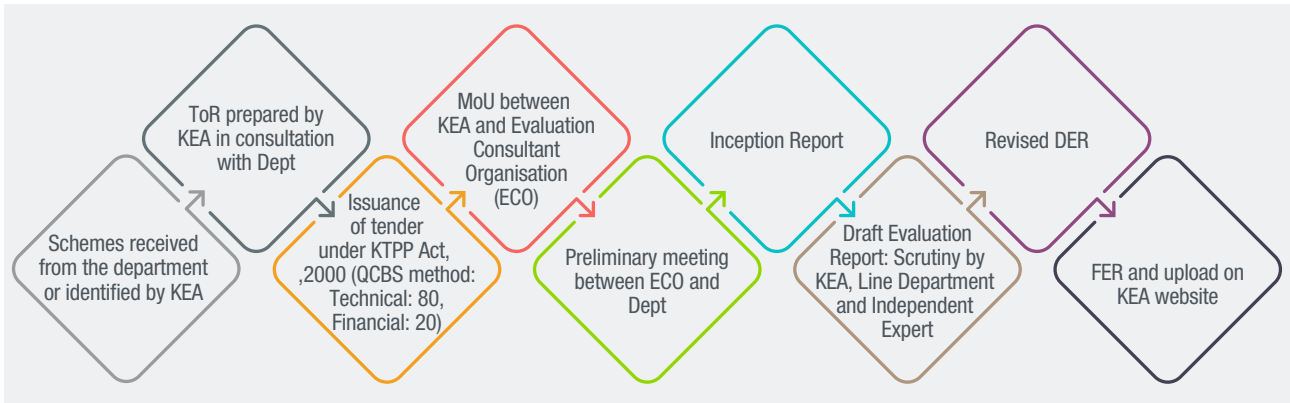 Schemes received
from the department
or identified by KEA
ToR prepared by
KEA in consultation
with Dept
Issuance
of tender
under KTPP Act,
,2000 (QCBS method:
Technical: 80,
Financial: 20)
MoU between
KEA and Evaluation
Consultant
Organisation
(ECO)
Preliminary meeting
between ECO and
Dept
Inception Report
Draft Evaluation
Report: Scrutiny by
KEA, Line Department
and Independent
Expert
Revised DER
FER and upload on
KEA website